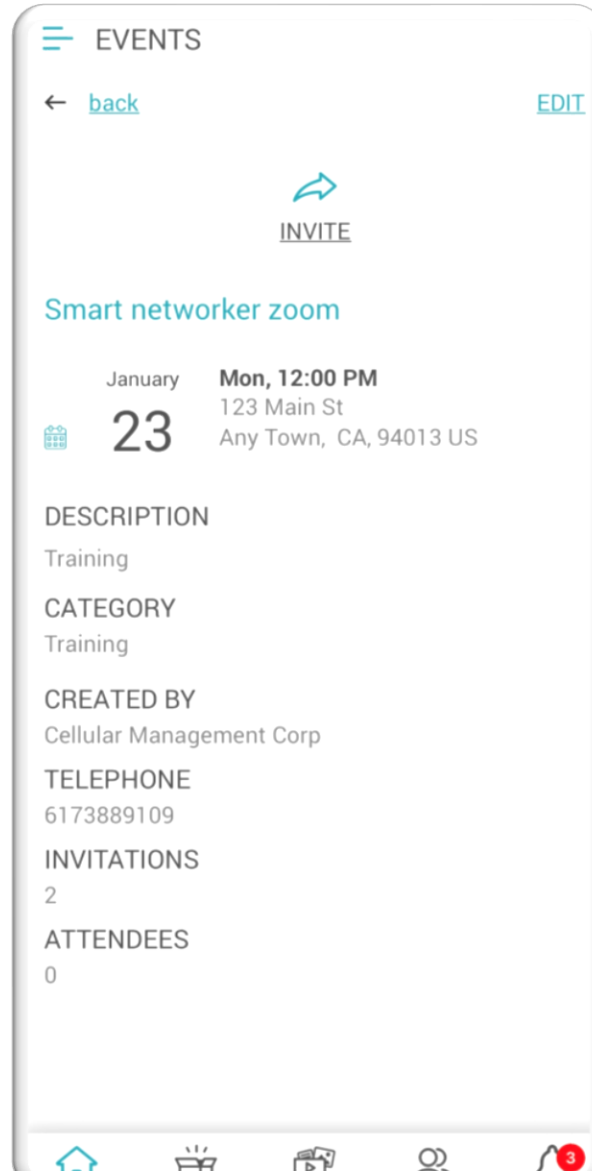 EVENTS
back
EDIT
INVITE
Smart networker zoom
January
23
Mon, 12:00 PM
123 Main St
Any Town, CA, 94013 US
DESCRIPTION
Training
CATEGORY
Training
CREATED BY
Cellular Management Corp
TELEPHONE
6173889109
INVITATIONS
2
ATTENDEES
0
3